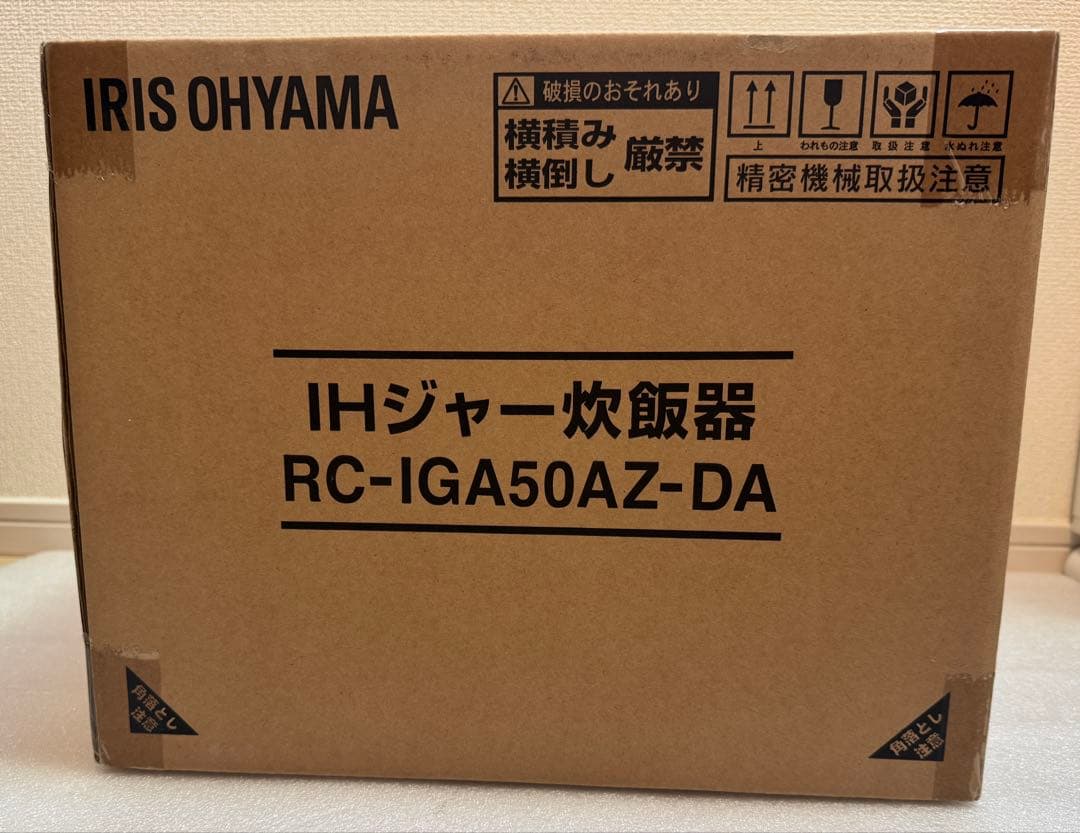 IRIS OHYAMA
破損のおそれあり
横積み
横倒し
厳禁
上
われもの注意
取扱注意
水ぬれ注意
精密機械取扱注意
IHジャー炊飯器
RC-IGA50AZ-DA
角落とし
注意
角落とし
注意